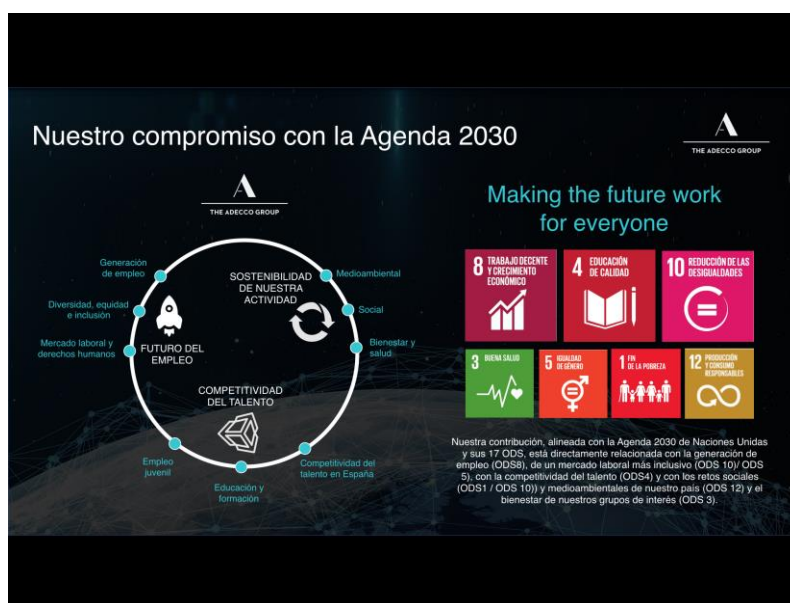 Nuestro compromiso con la Agenda 2030
A
THE ADECCO GROUP
A
THE ADECCO GROUP
Generación
de empleo
Diversidad, equidad
e inclusión
Mercado laboral y
derechos humanos
FUTURO DEL
EMPLEO
SOSTENIBILIDAD
DE NUESTRA
ACTIVIDAD
Medioambiental
Social
Bienestar y
salud
COMPETITIVIDAD
DEL TALENTO
Empleo
juvenil
Educación y
formación
Competitividad del
talento en España
Making the future work
for everyone
8 TRABAJO DECENTE
Y CRECIMIENTO
ECONÓMICO
4 EDUCACIÓN
DE CALIDAD
10 REDUCCIÓN DE LAS
DESIGUALDADES
3 BUENA SALUD
5 IGUALDAD
DE GÉNERO
1 FIN
DE LA POBREZA
12 PRODUCCIÓN
Y CONSUMO
RESPONSABLES
Nuestra contribución, alineada con la Agenda 2030 de Naciones Unidas
y sus 17 ODS, está directamente relacionada con la generación de
empleo (ODS8), de un mercado laboral más inclusivo (ODS 10)/ ODS
5), con la competitividad del talento (ODS4) y con los retos sociales
(ODS1 / ODS 10)) y medioambientales de nuestro país (ODS 12) y el
bienestar de nuestros grupos de interés (ODS 3).